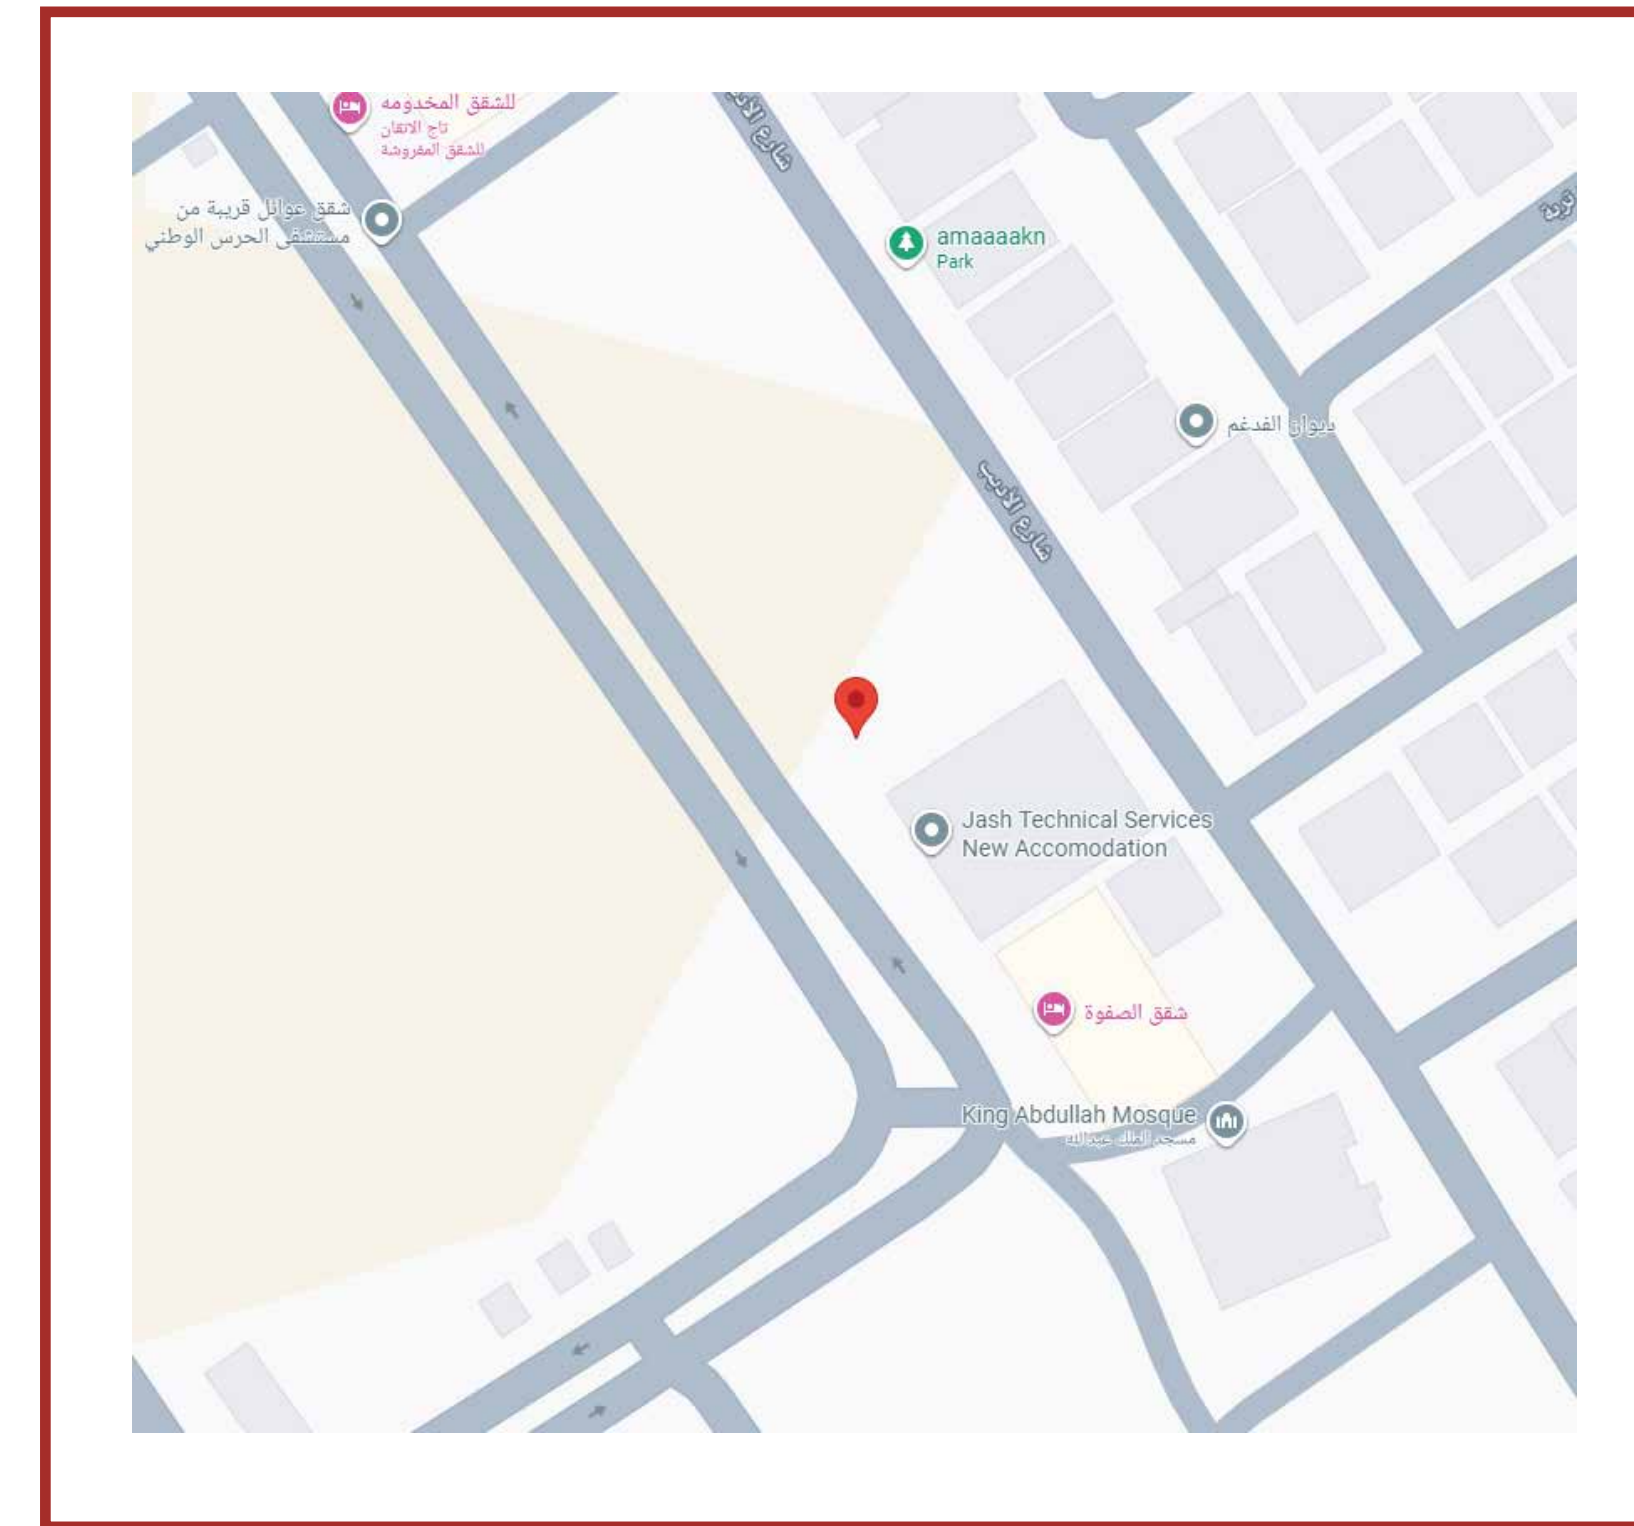 للشقق المخدومه
تاج الاتقان
للشقق المفروشة
شقق عوائل قريبة من
مستشفى الحرس الوطني
amaaaakn
Park
ديوان الفدغم
شارع الأديب
Jash Technical Services
New Accomodation
شقق الصفوة
King Abdullah Mosque
مسجد الملك عبدالله